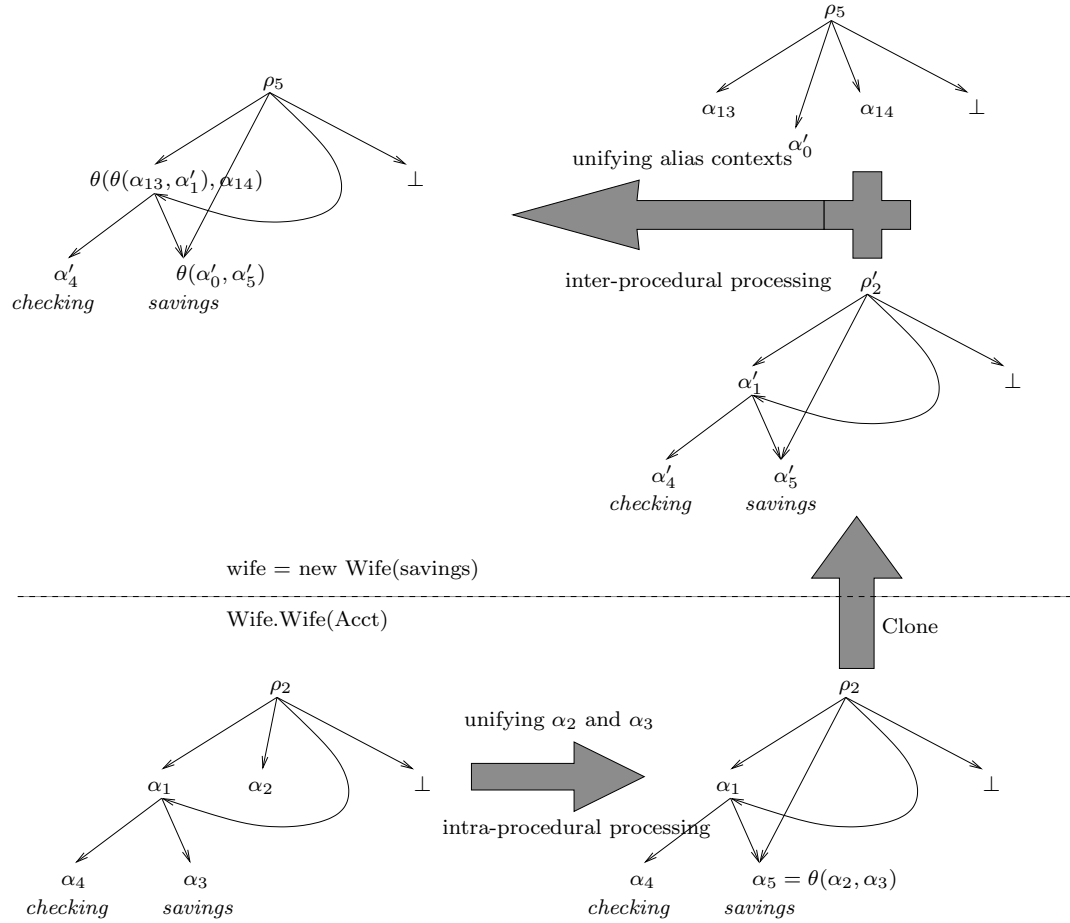 ρ₅
α₁₃ α₁₄ ⊥
α′₀
unifying alias contexts
inter-procedural processing
ρ₅
θ(θ(α₁₃, α′₁), α₁₄) ⊥
α′₄ θ(α′₀, α′₅)
checking savings
ρ′₂
α′₁ ⊥
α′₄ α′₅
checking savings
wife = new Wife(savings)
Wife.Wife(Acct)
Clone
ρ₂
α₁ α₂ ⊥
α₄ α₃
checking savings
unifying α₂ and α₃
intra-procedural processing
ρ₂
α₁ ⊥
α₄ α₅ = θ(α₂, α₃)
checking savings